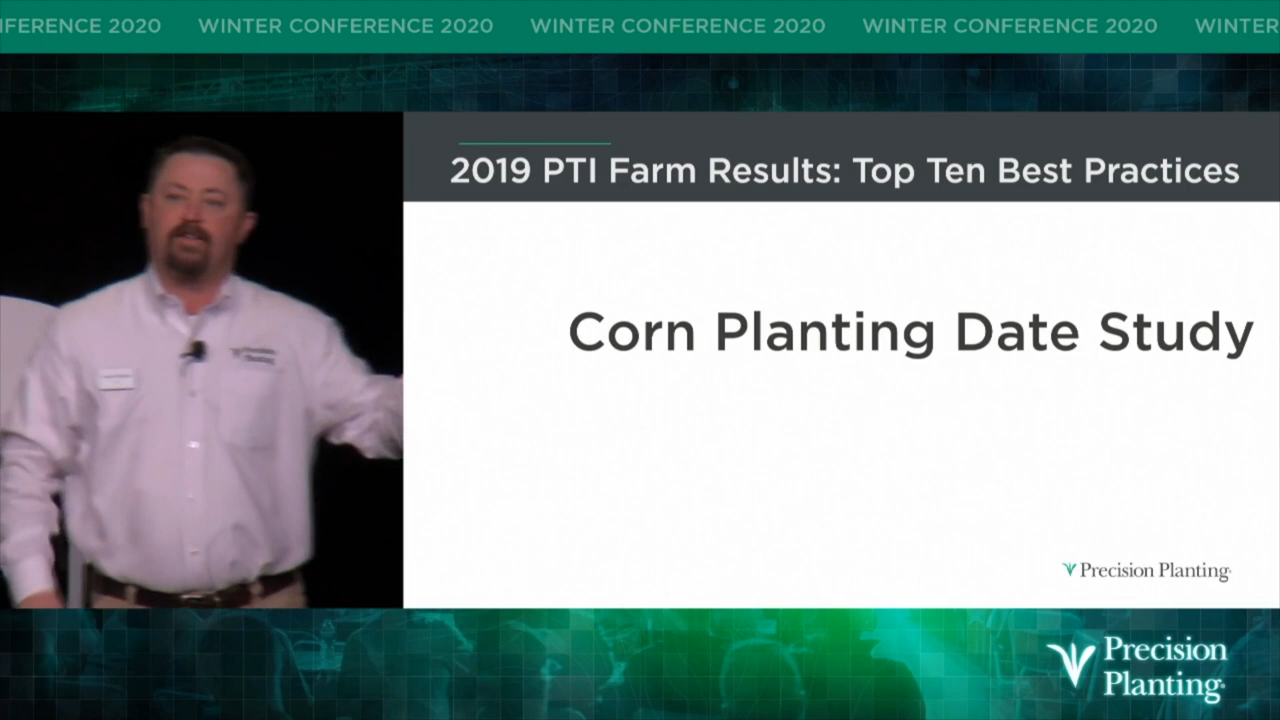 IFERENCE 2020 WINTER CONFERENCE 2020 WINTER CONFERENCE 2020 WINTER CONFERENCE 2020 WINTER
2019 PTI Farm Results: Top Ten Best Practices
Corn Planting Date Study
Precision Planting
Precision
Planting